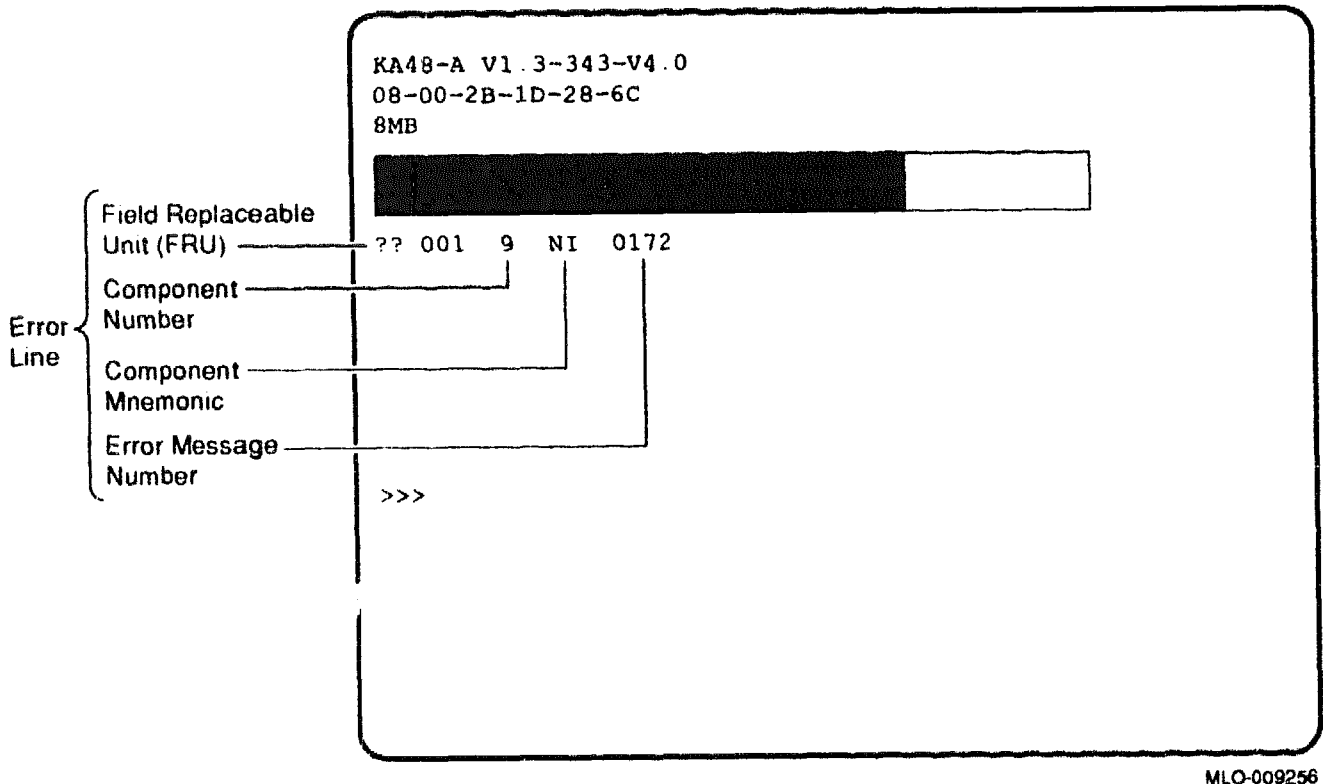 KA48-A V1.3-343-V4.0
08-00-2B-1D-28-6C
8MB
Error
Line
Field Replaceable
Unit (FRU)
Component
Number
Component
Mnemonic
Error Message
Number
?? 001 9 NI 0172
>>>
MLO-009256